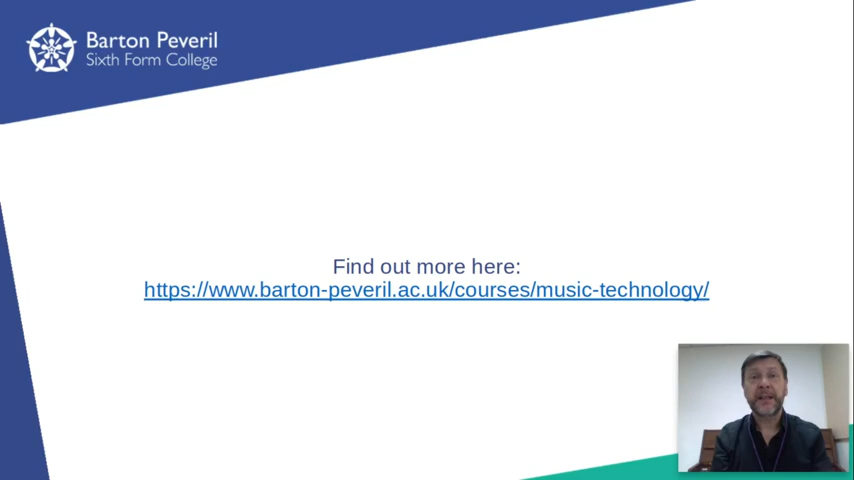 Barton Peveril
Sixth Form College
Find out more here:
https://www.barton-peveril.ac.uk/courses/music-technology/